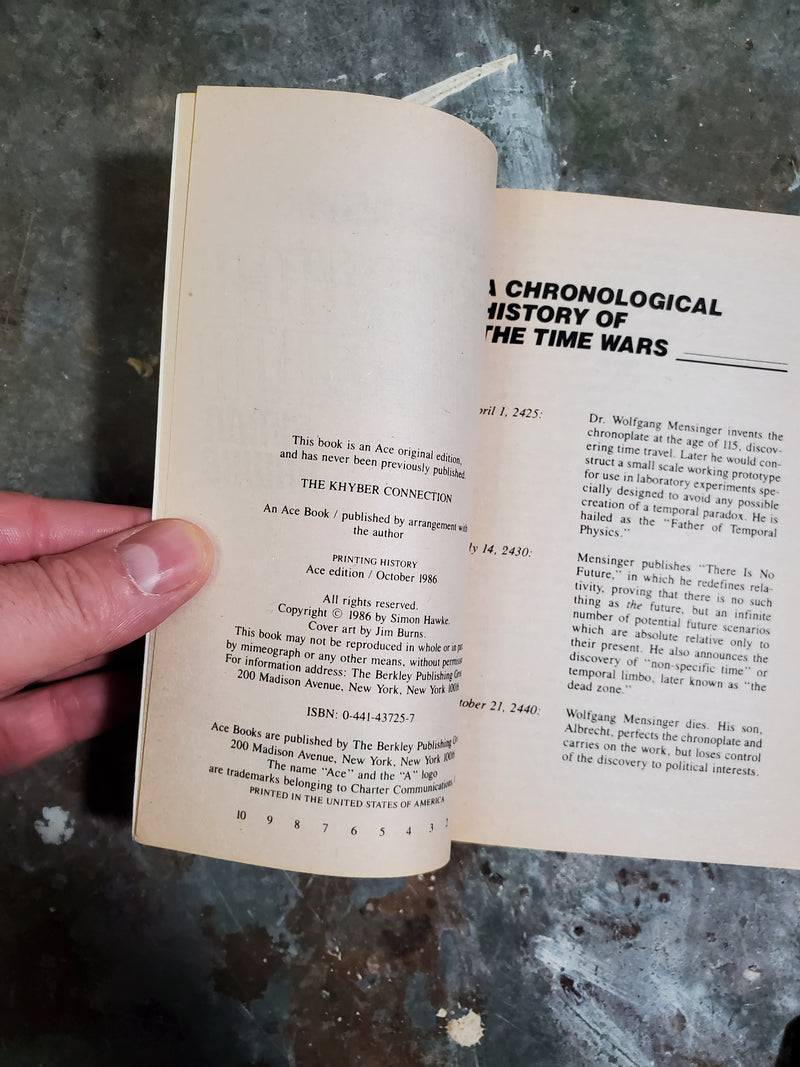 This book is an Ace original edition,
and has never been previously published.
THE KHYBER CONNECTION
An Ace Book / published by arrangement with
the author
PRINTING HISTORY
Ace edition / October 1986
All rights reserved.
Copyright © 1986 by Simon Hawke.
Cover art by Jim Burns.
This book may not be reproduced in whole or in
by mimeograph or any other means, without
For information address: The Berkley Publishing
200 Madison Avenue, New York, New York
ISBN: 0-441-43725-7
Ace Books are published by The Berkley Publishing
200 Madison Avenue, New York, New York
The name "Ace" and the "A" logo
are trademarks belonging to Charter Communications
PRINTED IN THE UNITED STATES OF AMERICA
10 9 8 7 6 5 4 3 2
A CHRONOLOGICAL
HISTORY OF
THE TIME WARS
1, 2425:
Dr. Wolfgang Mensinger invents the
chronoplate at the age of 115, discov-
ering time travel. Later he would con-
struct a small scale working prototype
for use in laboratory experiments spe-
cially designed to avoid any possible
creation of a temporal paradox. He is
hailed as the "Father of Temporal
Physics."
14, 2430:
Mensinger publishes "There Is No
Future," in which he redefines rela-
tivity, proving that there is no such
thing as the future, but an infinite
number of potential future scenarios
which are absolute relative only to
their present. He also announces the
discovery of "non-specific time" or
temporal limbo, later known as "the
dead zone."
21, 2440:
Wolfgang Mensinger dies. His son,
Albrecht, perfects the chronoplate and
carries on the work, but loses control
of the discovery to political interests.